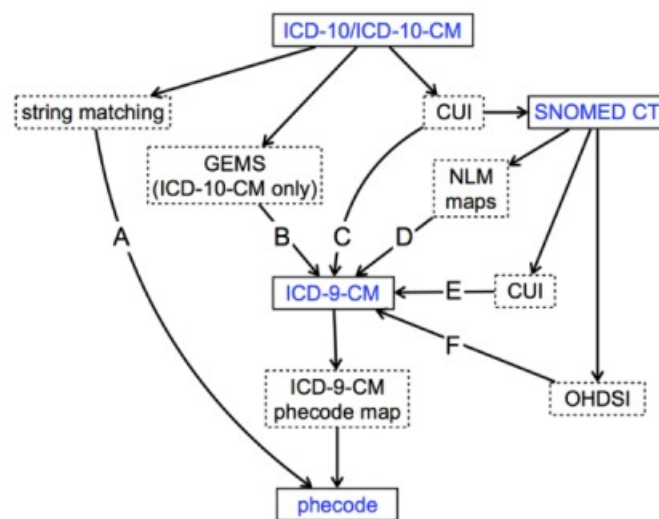 ICD-10/ICD-10-CM
string matching
CUI
SNOMED CT
GEMS
(ICD-10-CM only)
NLM
maps
A
B
C
D
ICD-9-CM
E
CUI
F
ICD-9-CM
phecode map
OHDSI
phecode